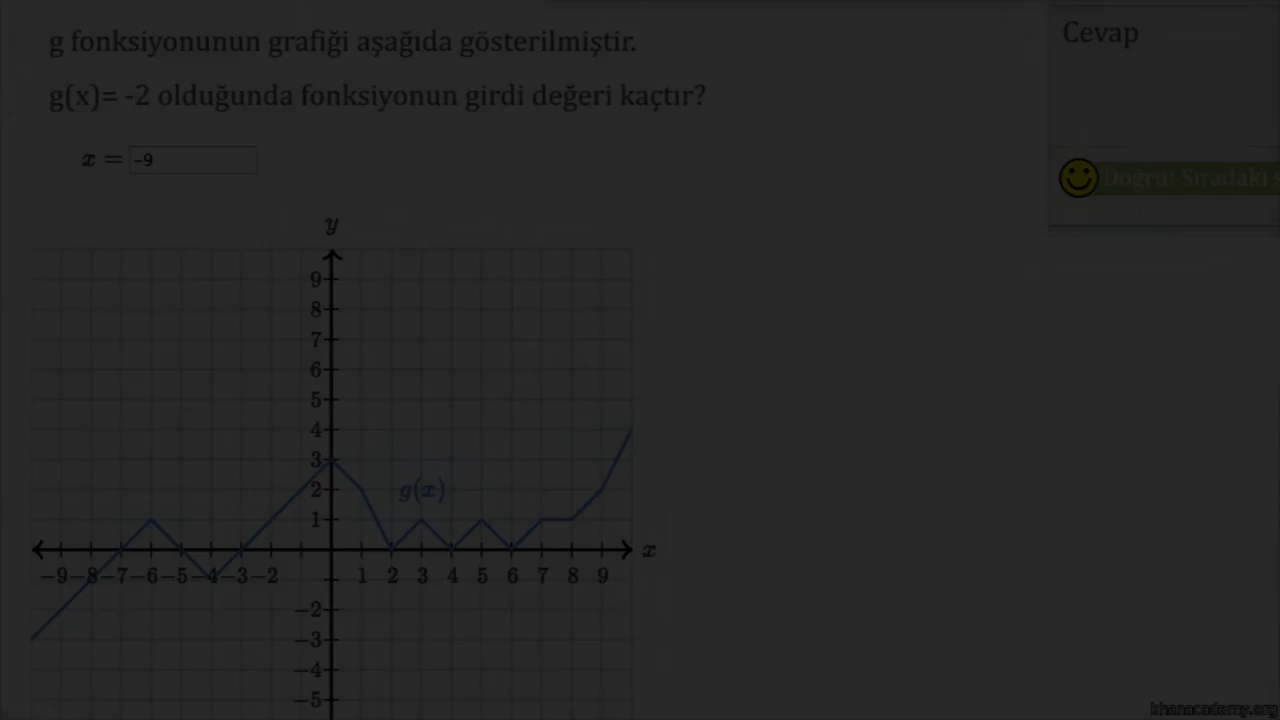 g fonksiyonunun grafiği aşağıda gösterilmiştir.
g(x)= -2 olduğunda fonksiyonun girdi değeri kaçtır?
x = -9
Cevap
Doğru! Sıradaki
y
9
8
7
6
5
4
3
2
1
g(x)
x
−9 −8 −7 −6 −5 −4 −3 −2 1 2 3 4 5 6 7 8 9
−2
−3
−4
−5
khanacademy.org